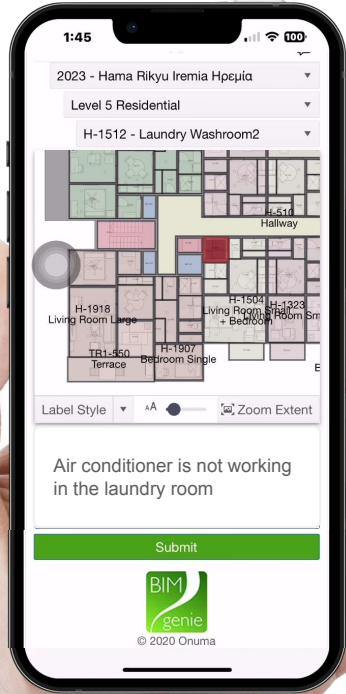 1:45
100
2023 - Hama Rikyu Iremia Ηρεμία
Level 5 Residential
H-1512 - Laundry Washroom2
H-510
Hallway
H-1918
Living Room Large
H-1504
Living Room Small
+ Bedroom
H-1323
Living Room Sm
TR1-550
Terrace
H-1907
Bedroom Single
E
Label Style
AA
Zoom Extent
Air conditioner is not working
in the laundry room
Submit
BIM
genie
© 2020 Onuma